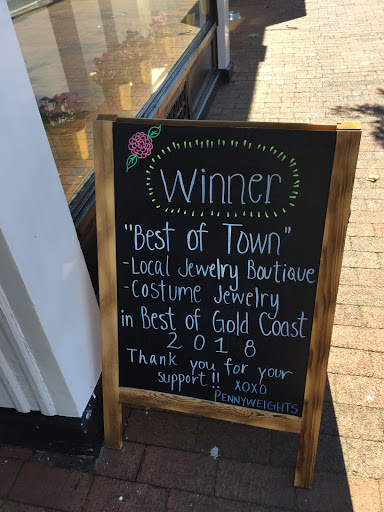 Winner
"Best of Town"
-Local Jewelry Boutique
-Costume Jewelry
in Best of Gold Coast
2018
Thank you for your
support!! XOXO
PENNYWEIGHTS